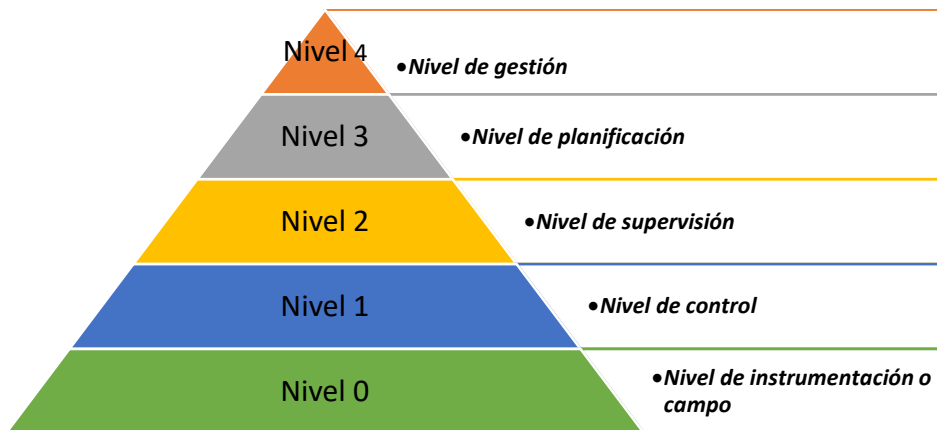 Nivel 4
•Nivel de gestión
Nivel 3
•Nivel de planificación
Nivel 2
•Nivel de supervisión
Nivel 1
•Nivel de control
Nivel 0
•Nivel de instrumentación o
campo